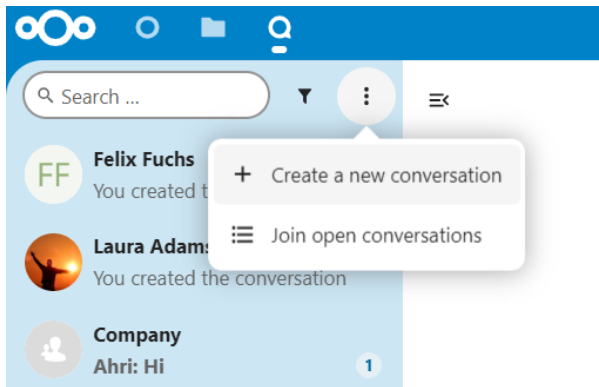 Search ...
Felix Fuchs
You created t
Create a new conversation
Laura Adams
Join open conversations
You created the conversation
Company
Ahri: Hi
1
FF